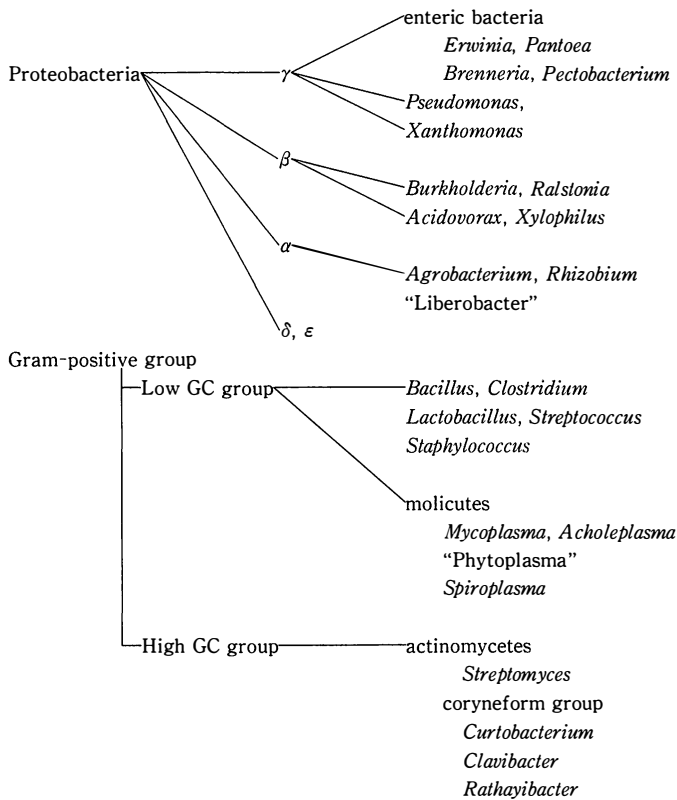 enteric bacteria
Erwinia, Pantoea
Proteobacteria γ Brenneria, Pectobacterium
Pseudomonas,
Xanthomonas
β
Burkholderia, Ralstonia
Acidovorax, Xylophilus
α
Agrobacterium, Rhizobium
“Liberobacter”
δ, ε
Gram-positive group
Low GC group Bacillus, Clostridium
Lactobacillus, Streptococcus
Staphylococcus
molicutes
Mycoplasma, Acholeplasma
“Phytoplasma”
Spiroplasma
High GC group actinomycetes
Streptomyces
coryneform group
Curtobacterium
Clavibacter
Rathayibacter